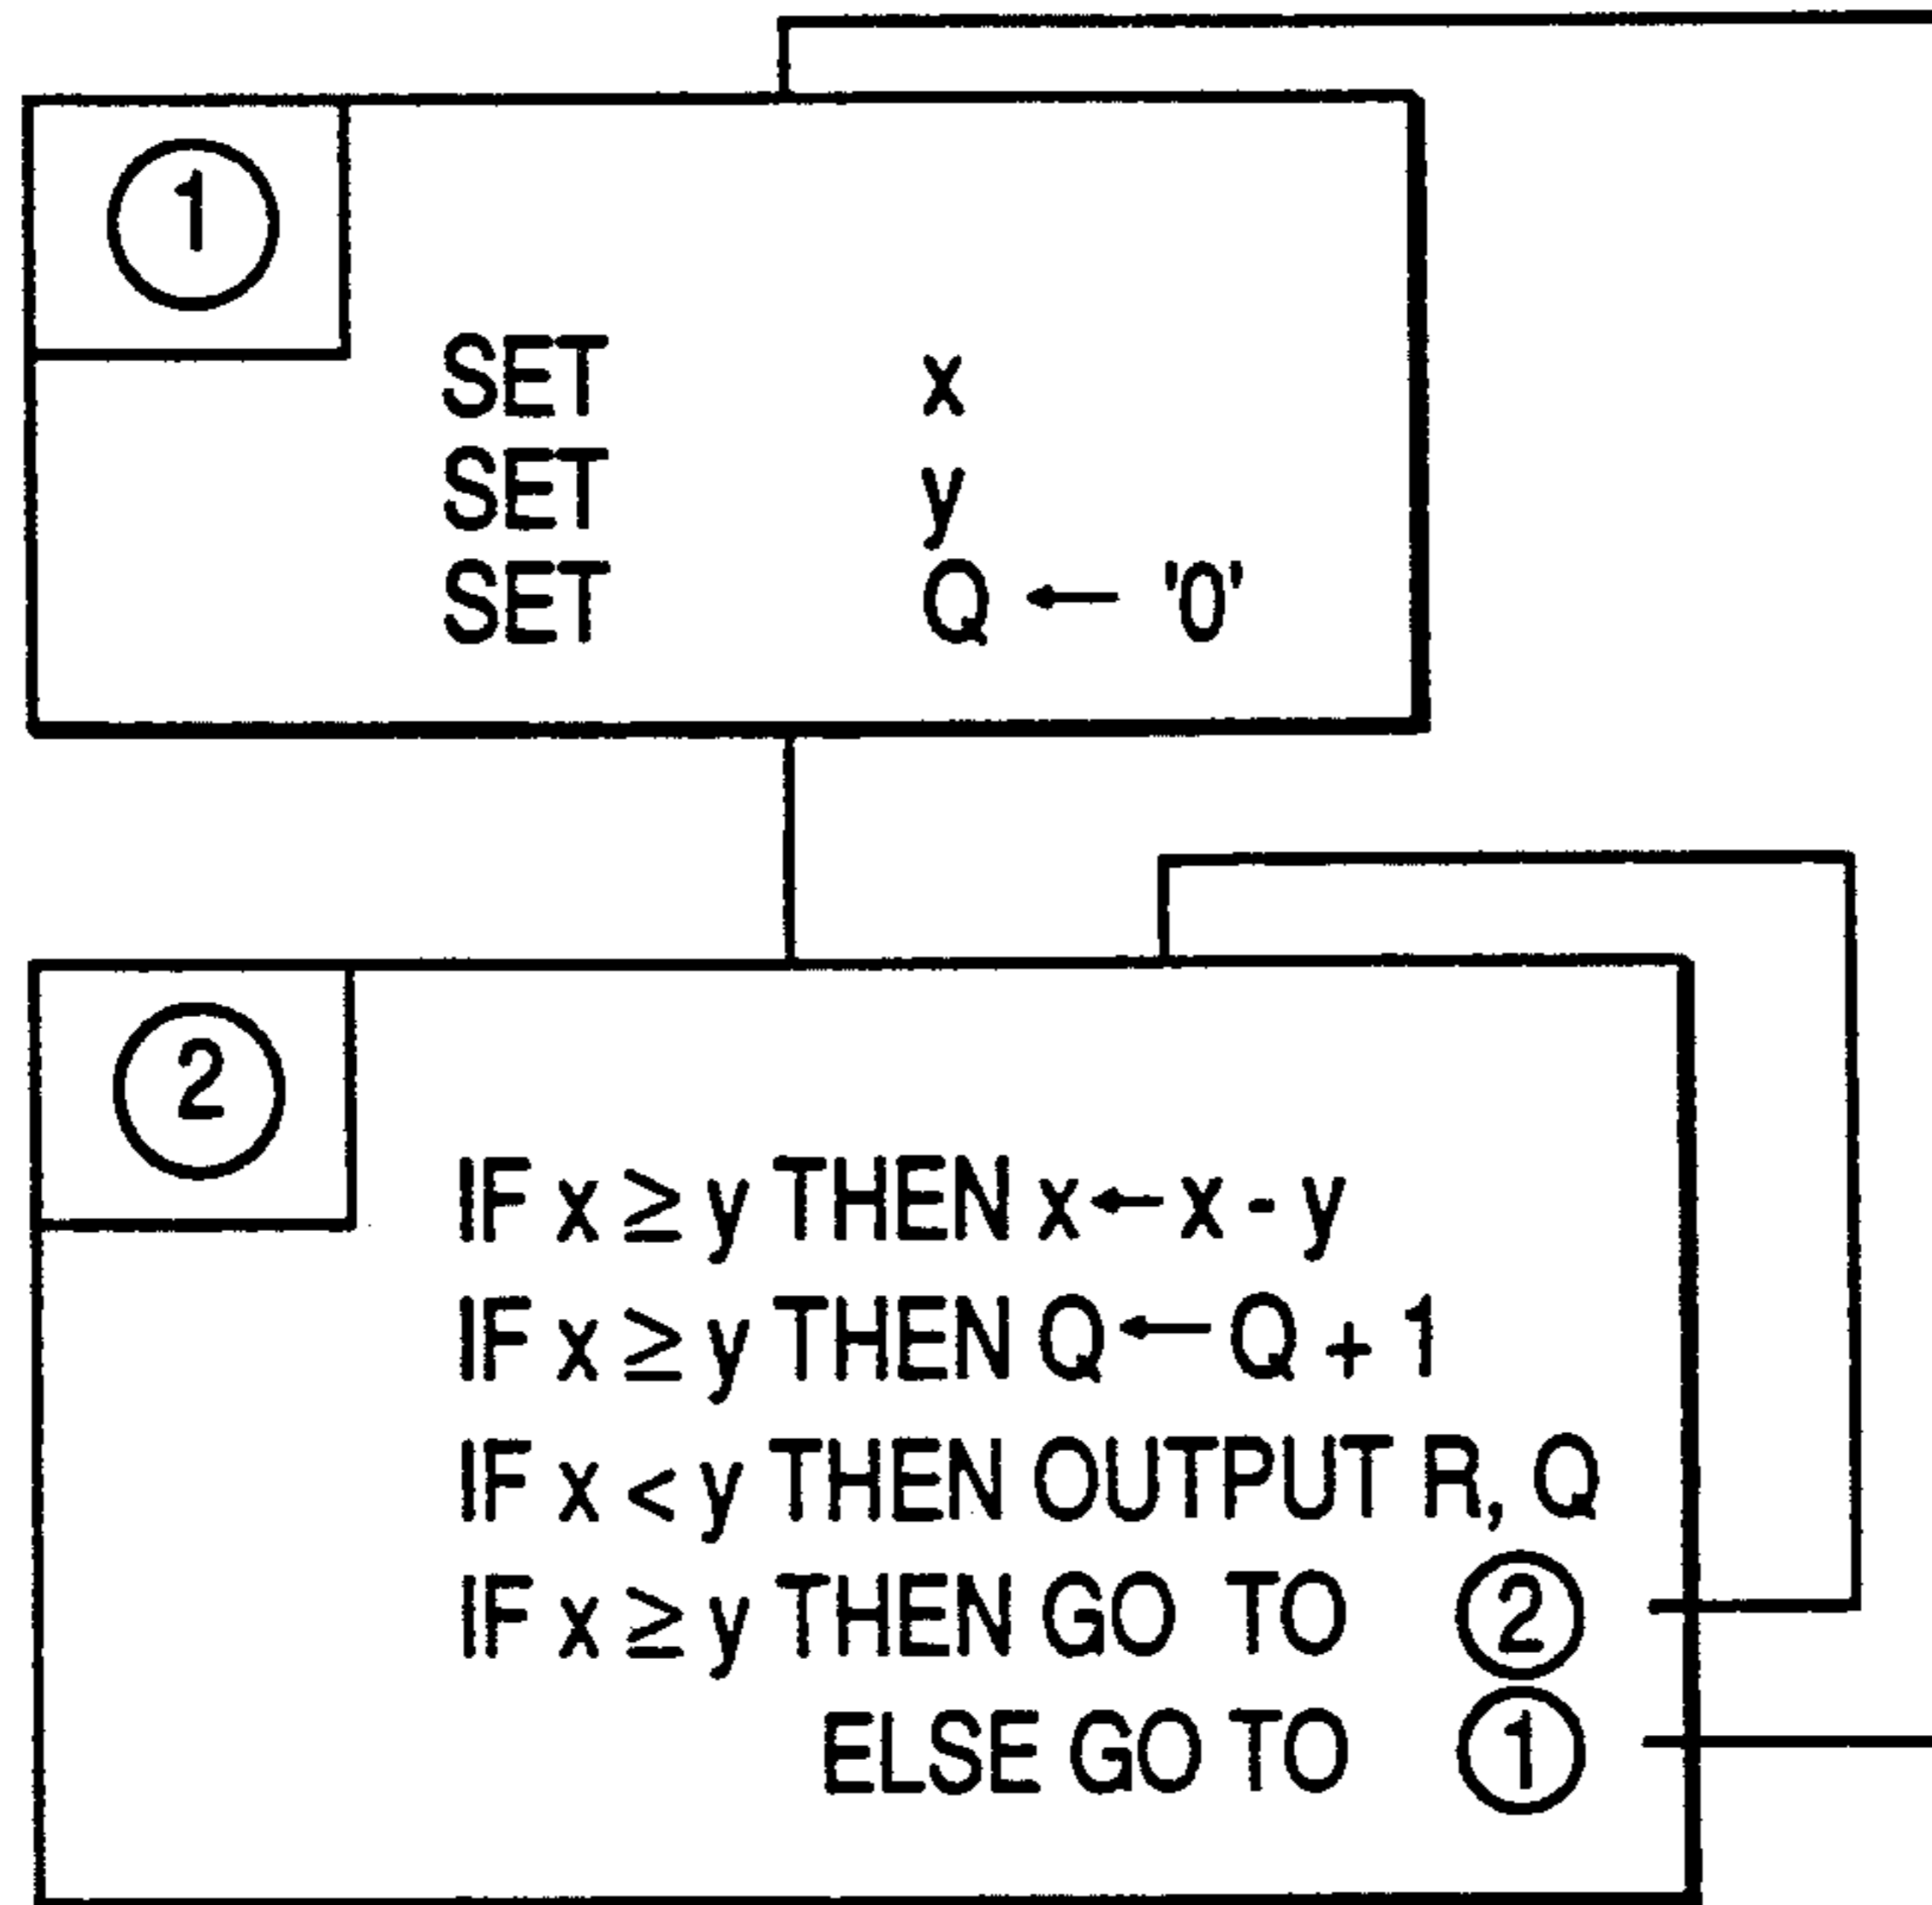 ①
SET x
SET y
SET Q ← '0'
②
IF x ≥ y THEN x ← x - y
IF x ≥ y THEN Q ← Q + 1
IF x < y THEN OUTPUT R, Q
IF x ≥ y THEN GO TO ②
ELSE GO TO ①